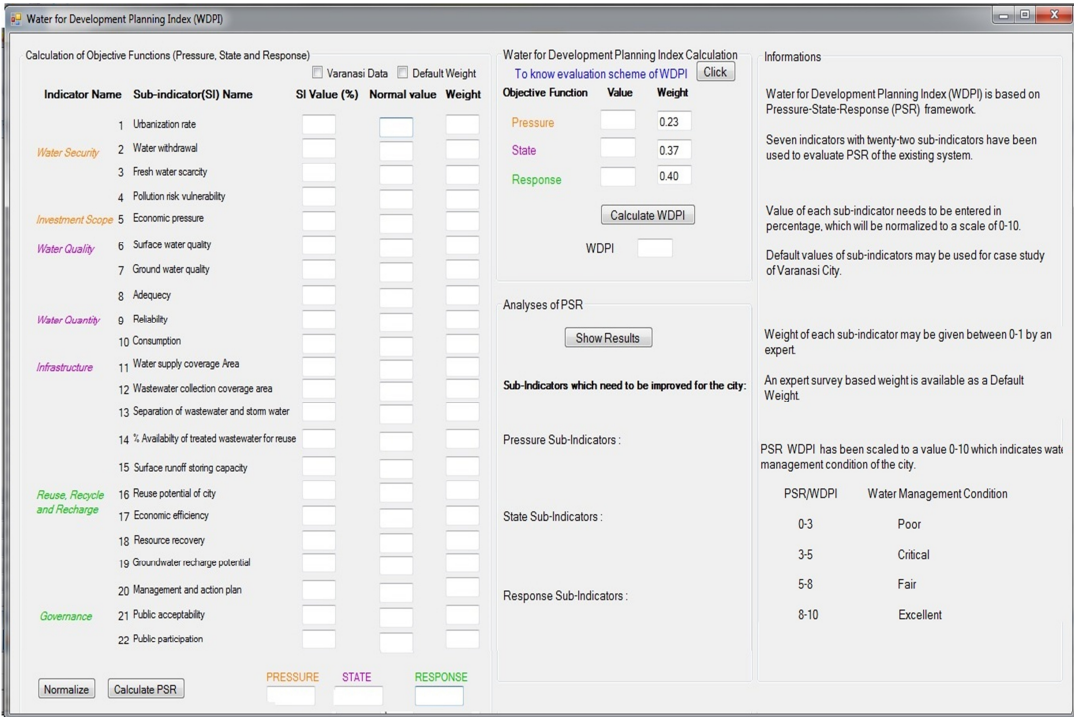 Water for Development Planning Index (WDPI)
Calculation of Objective Functions (Pressure, State and Response)
Varanasi Data Default Weight
Indicator Name Sub-indicator(SI) Name SI Value (%) Normal value Weight
1 Urbanization rate
Water Security 2 Water withdrawal
3 Fresh water scarcity
4 Pollution risk vulnerability
Investment Scope 5 Economic pressure
Water Quality 6 Surface water quality
7 Ground water quality
8 Adequecy
Water Quantity 9 Reliability
10 Consumption
Infrastructure 11 Water supply coverage Area
12 Wastewater collection coverage area
13 Separation of wastewater and storm water
14 % Availabilty of treated wastewater for reuse
15 Surface runoff storing capacity
Reuse, Recycle 16 Reuse potential of city
and Recharge
17 Economic efficiency
18 Resource recovery
19 Groundwater recharge potential
20 Management and action plan
Governance 21 Public acceptability
22 Public participation
PRESSURE STATE RESPONSE
Normalize Calculate PSR
Water for Development Planning Index Calculation
To know evaluation scheme of WDPI Click
Objective Function Value Weight
Pressure 0.23
State 0.37
Response 0.40
Calculate WDPI
WDPI
Analyses of PSR
Show Results
Sub-Indicators which need to be improved for the city:
Pressure Sub-Indicators :
State Sub-Indicators :
Response Sub-Indicators :
Informations
Water for Development Planning Index (WDPI) is based on
Pressure-State-Response (PSR) framework.
Seven indicators with twenty-two sub-indicators have been
used to evaluate PSR of the existing system.
Value of each sub-indicator needs to be entered in
percentage, which will be normalized to a scale of 0-10.
Default values of sub-indicators may be used for case study
of Varanasi City.
Weight of each sub-indicator may be given between 0-1 by an
expert.
An expert survey based weight is available as a Default
Weight.
PSR WDPI has been scaled to a value 0-10 which indicates wate
management condition of the city.
PSR/WDPI Water Management Condition
0-3 Poor
3-5 Critical
5-8 Fair
8-10 Excellent